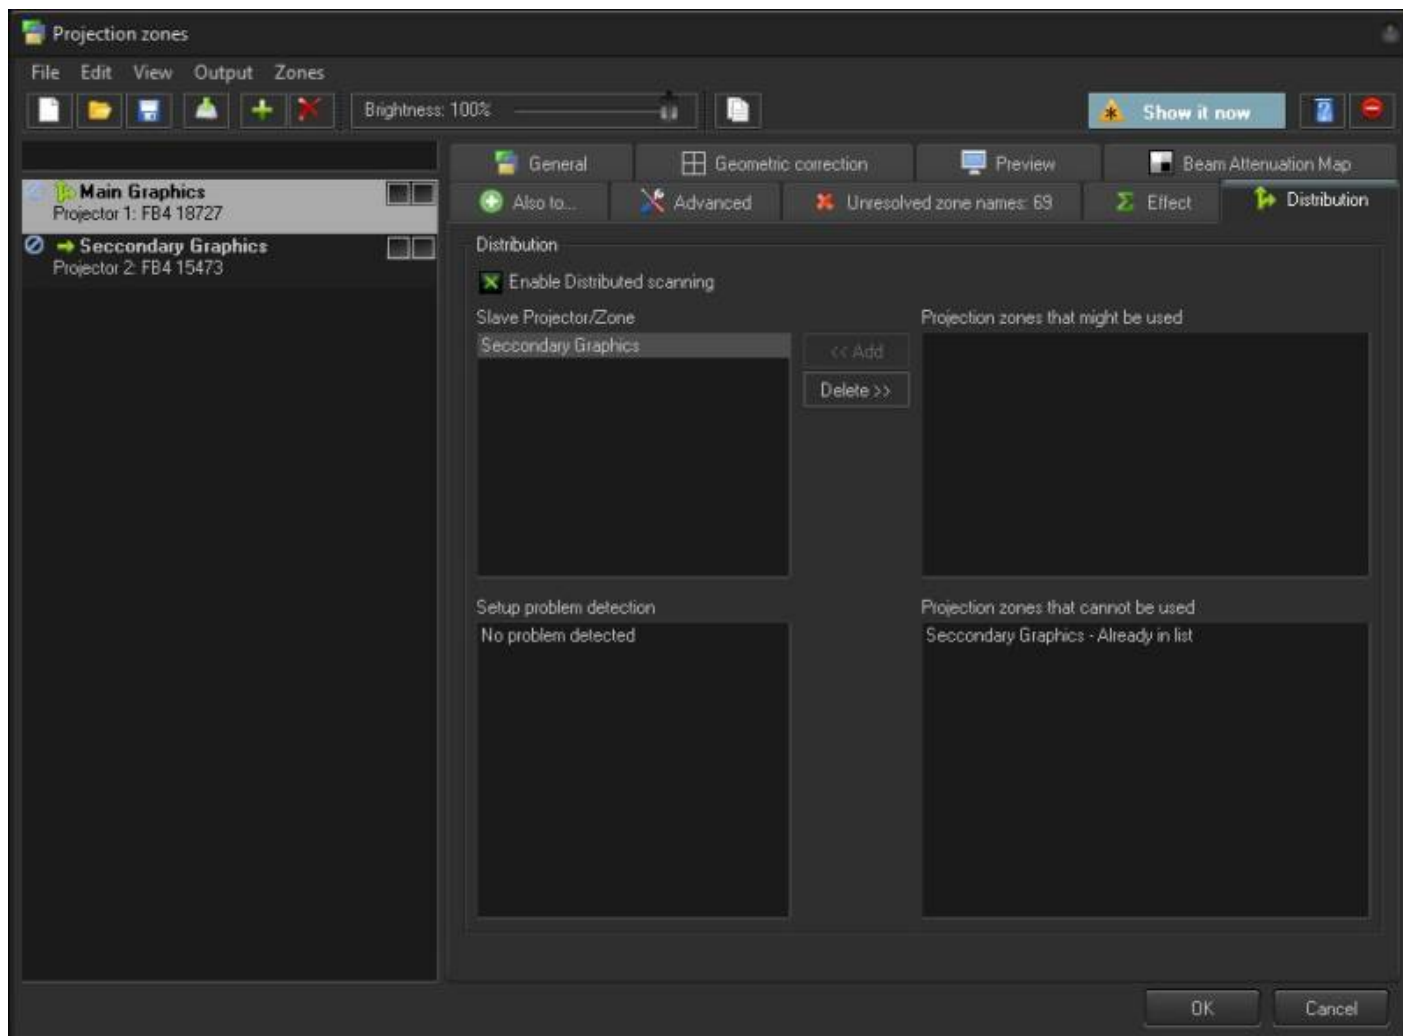 Projection zones
File Edit View Output Zones
Brightness: 100%
Show it now
General Geometric correction Preview Beam Attenuation Map
Also to... Advanced Unresolved zone names: 69 Effect Distribution
Main Graphics
Projector 1: FB4 18727
Seccondary Graphics
Projector 2: FB4 15473
Distribution
Enable Distributed scanning
Slave Projector/Zone
Seccondary Graphics
<< Add
Delete >>
Projection zones that might be used
Setup problem detection
No problem detected
Projection zones that cannot be used
Seccondary Graphics - Already in list
OK Cancel